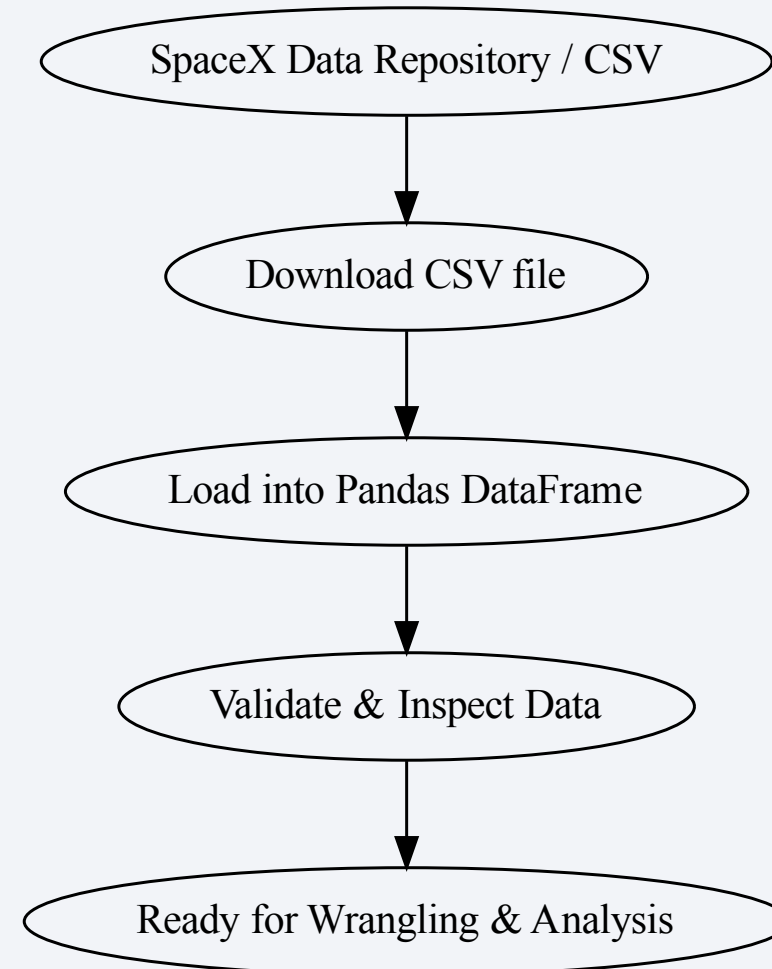 SpaceX Data Repository / CSV
Download CSV file
Load into Pandas DataFrame
Validate & Inspect Data
Ready for Wrangling & Analysis